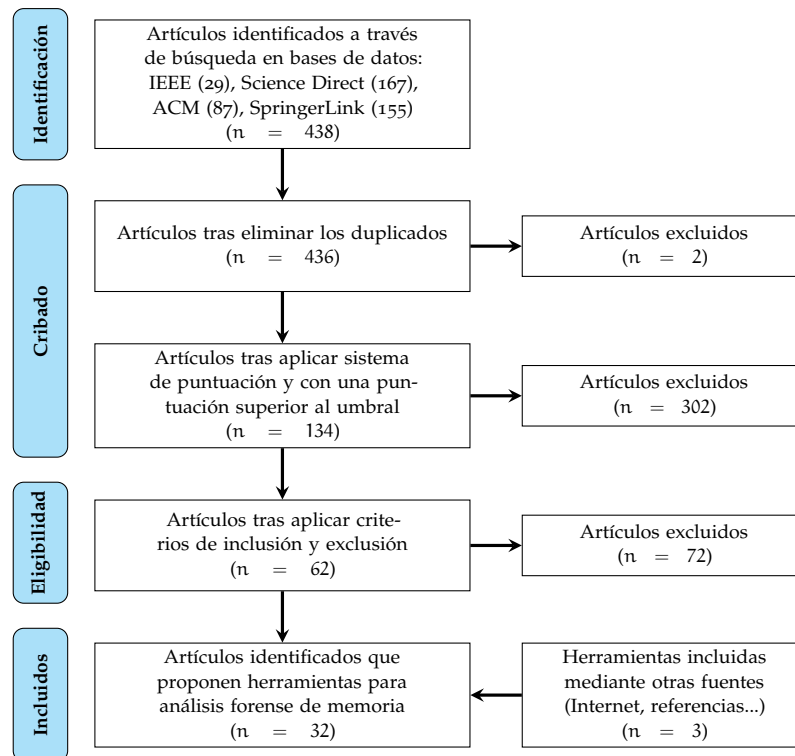 Identificación
Artículos identificados a través
de búsqueda en bases de datos:
IEEE (29), Science Direct (167),
ACM (87), SpringerLink (155)
(n = 438)
Cribado
Artículos tras eliminar los duplicados
(n = 436)
Artículos excluidos
(n = 2)
Artículos tras aplicar sistema
de puntuación y con una pun-
tuación superior al umbral
(n = 134)
Artículos excluidos
(n = 302)
Eligibilidad
Artículos tras aplicar crite-
rios de inclusión y exclusión
(n = 62)
Artículos excluidos
(n = 72)
Incluidos
Artículos identificados que
proponen herramientas para
análisis forense de memoria
(n = 32)
Herramientas incluidas
mediante otras fuentes
(Internet, referencias...)
(n = 3)